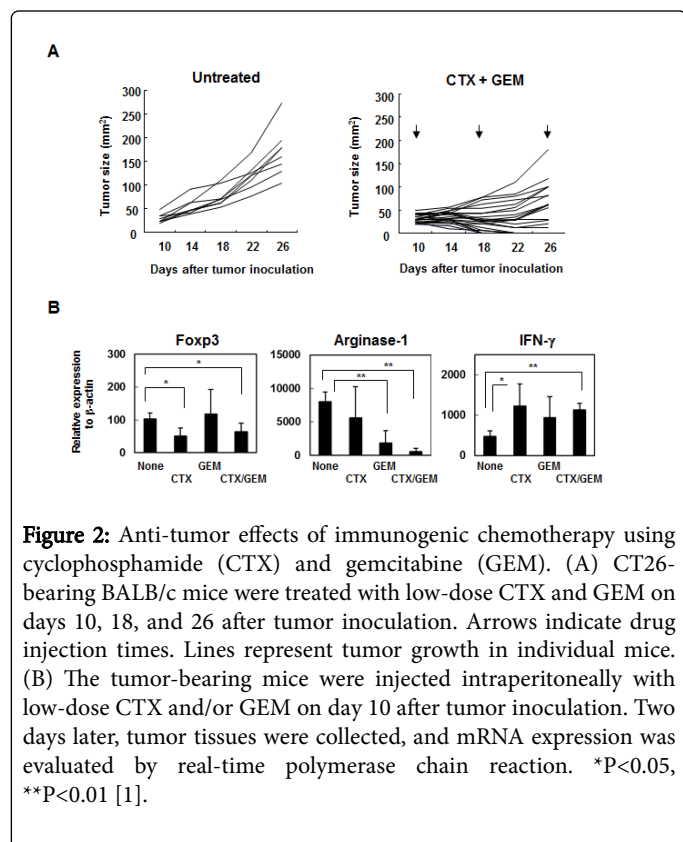 A
Untreated
CTX + GEM
Tumor size (mm²)
300
250
200
150
100
50
0
10 14 18 22 26
Days after tumor inoculation
Tumor size (mm²)
300
250
200
150
100
50
0
10 14 18 22 26
Days after tumor inoculation
B
Foxp3
Arginase-1
IFN-γ
Relative expression
to β-actin
300
200
100
0
*
*
None
CTX
GEM
CTX/GEM
15000
10000
5000
0
**
**
None
CTX
GEM
CTX/GEM
2000
1000
0
*
**
None
CTX
GEM
CTX/GEM
Figure 2: Anti-tumor effects of immunogenic chemotherapy using
cyclophosphamide (CTX) and gemcitabine (GEM). (A) CT26-
bearing BALB/c mice were treated with low-dose CTX and GEM on
days 10, 18, and 26 after tumor inoculation. Arrows indicate drug
injection times. Lines represent tumor growth in individual mice.
(B) The tumor-bearing mice were injected intraperitoneally with
low-dose CTX and/or GEM on day 10 after tumor inoculation. Two
days later, tumor tissues were collected, and mRNA expression was
evaluated by real-time polymerase chain reaction. *P<0.05,
**P<0.01 [1].